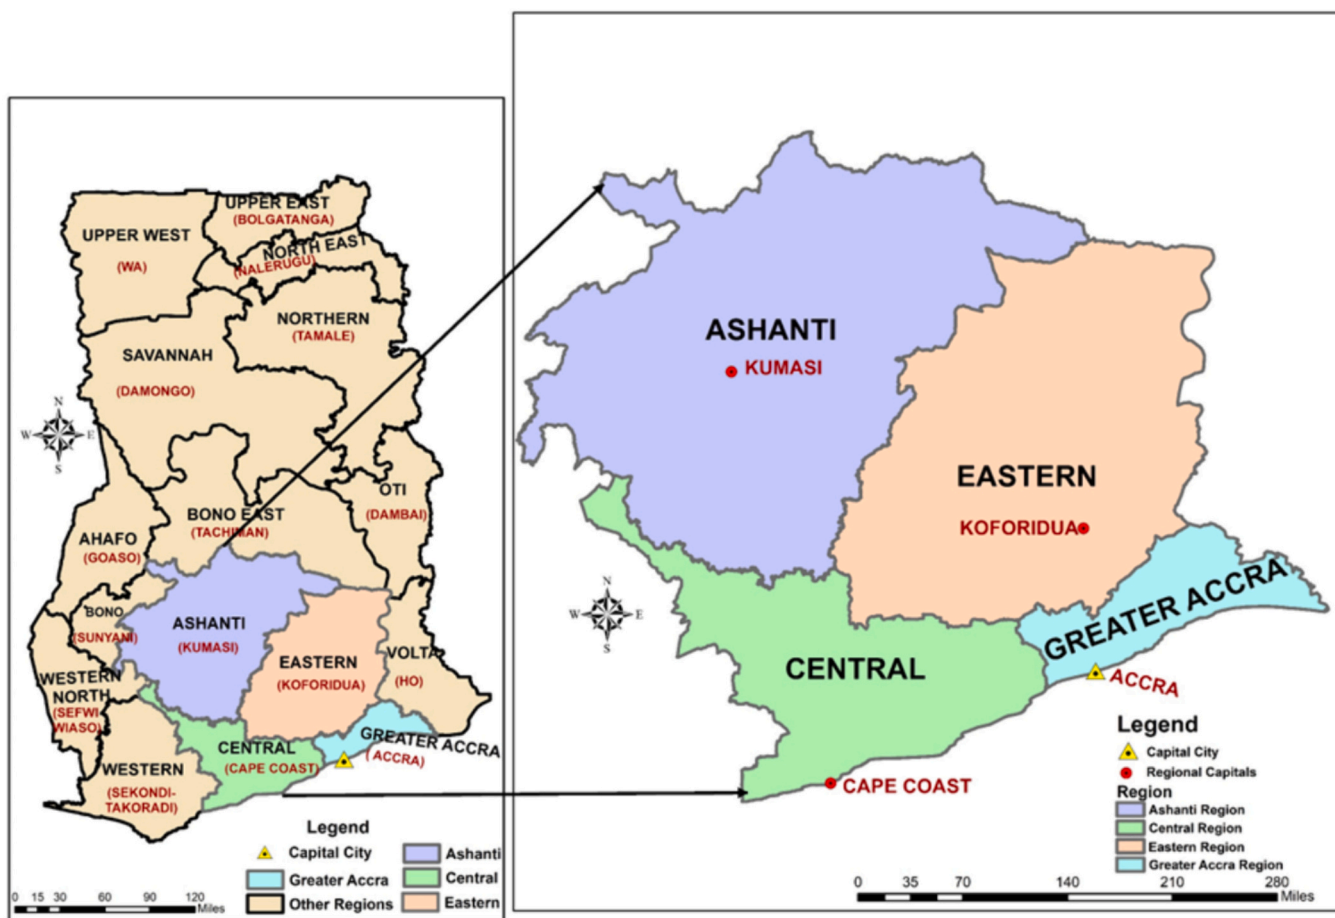 UPPER EAST
(BOLGATANGA)
UPPER WEST
(WA)
NORTH EAST
(NALERUGU)
NORTHERN
(TAMALE)
SAVANNAH
(DAMONGO)
N
W E
S
OTI
(DAMBAI)
BONO EAST
(TACHIMAN)
AHAFO
(GOASO)
BONO
(SUNYANI)
ASHANTI
(KUMASI)
EASTERN
(KOFORIDUA)
VOLTA
(HO)
WESTERN
NORTH
(SEFWI
WIASO)
CENTRAL
(CAPE COAST)
GREATER ACCRA
( ACCRA)
WESTERN
(SEKONDI-
TAKORADI)
Legend
Capital City
Ashanti
Greater Accra
Central
Other Regions
Eastern
0 15 30 60 90 120
Miles
ASHANTI
KUMASI
EASTERN
KOFORIDUA
N
W E
S
GREATER ACCRA
CENTRAL
ACCRA
CAPE COAST
Legend
Capital City
Regional Capitals
Region
Ashanti Region
Central Region
Eastern Region
Greater Accra Region
0 35 70 140 210 280
Miles